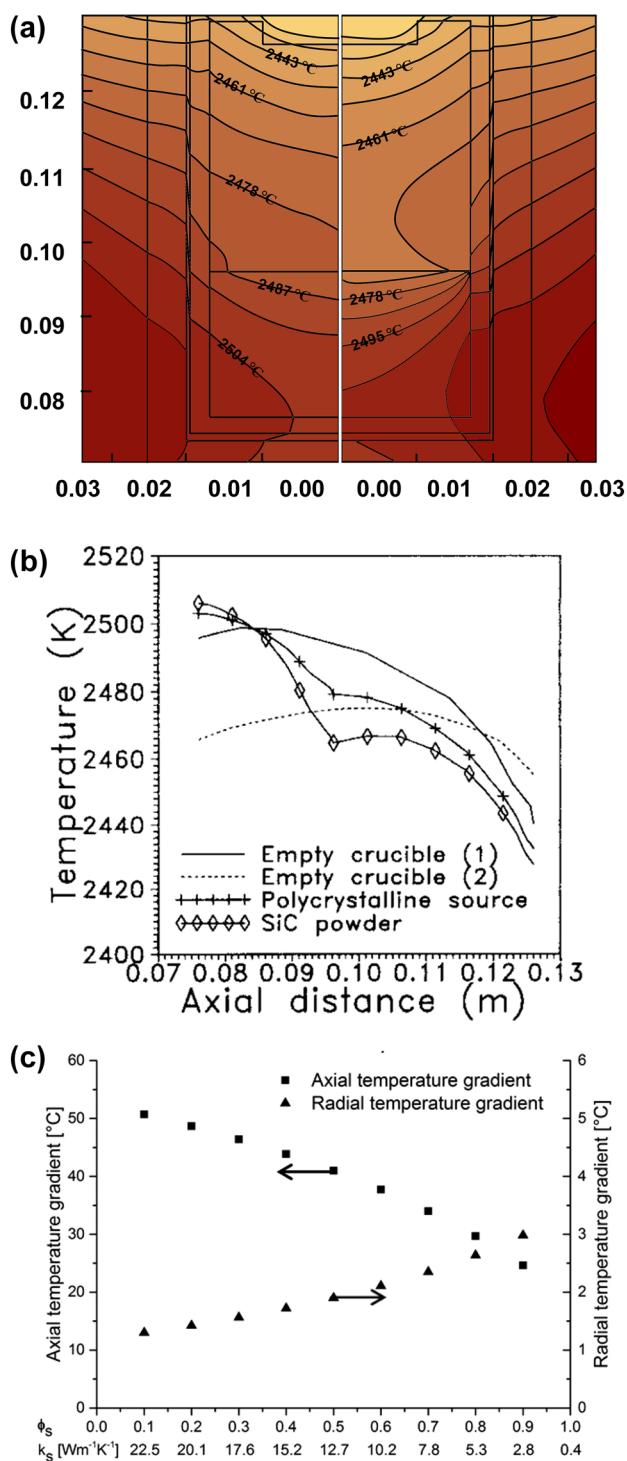 (a)
2443 °C
2443 °C
2461 °C
2461 °C
2478 °C
2487 °C
2478 °C
2495 °C
2504 °C
0.12
0.11
0.10
0.09
0.08
0.03 0.02 0.01 0.00 0.00 0.01 0.02 0.03
(b)
2520
2500
2480
2460
2440
2420
2400
Temperature (K)
Empty crucible (1)
Empty crucible (2)
Polycrystalline source
SiC powder
0.07 0.08 0.09 0.10 0.11 0.12 0.13
Axial distance (m)
(c)
Axial temperature gradient
Radial temperature gradient
60
50
40
30
20
10
0
Axial temperature gradient [°C]
6
5
4
3
2
1
0
Radial temperature gradient [°C]
ϕs 0.0 0.1 0.2 0.3 0.4 0.5 0.6 0.7 0.8 0.9 1.0
ks [Wm⁻¹K⁻¹] 22.5 20.1 17.6 15.2 12.7 10.2 7.8 5.3 2.8 0.4